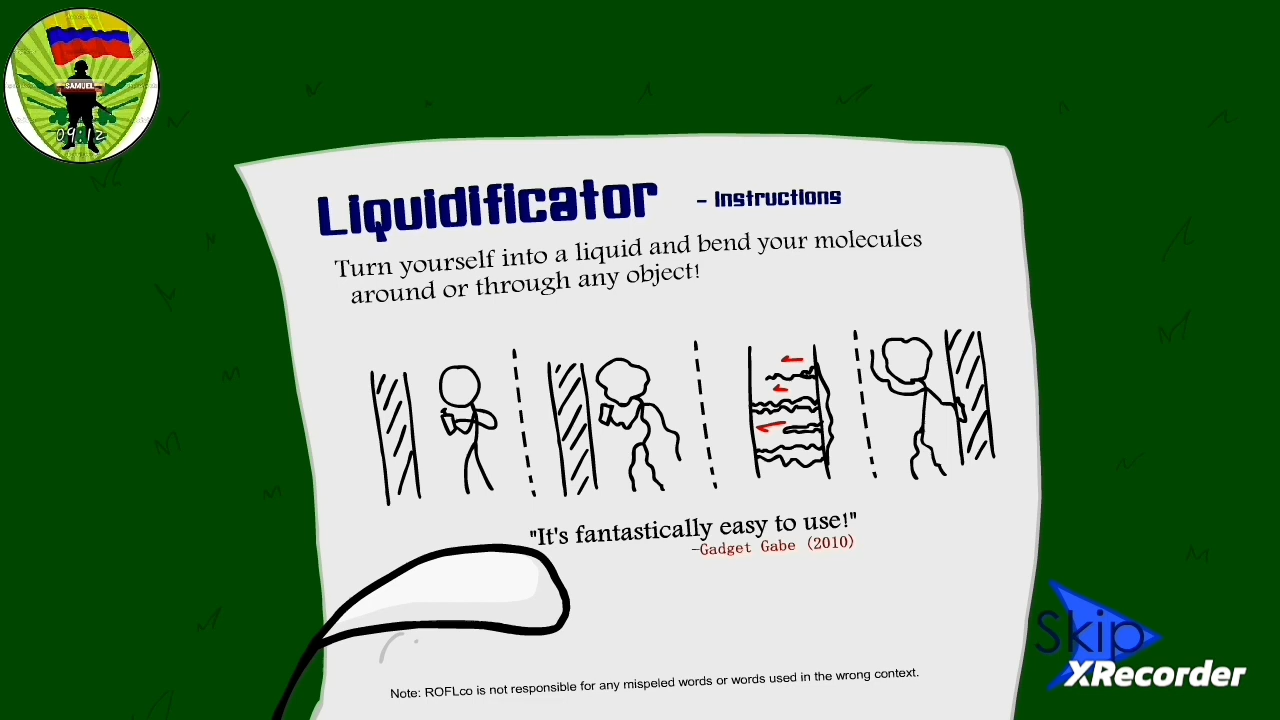 SAMUEL
09:12
Liquidificator - Instructions
Turn yourself into a liquid and bend your molecules
around or through any object!
"It's fantastically easy to use!"
-Gadget Gabe (2010)
Skip
XRecorder
Note: ROFLco is not responsible for any mispeled words or words used in the wrong context.